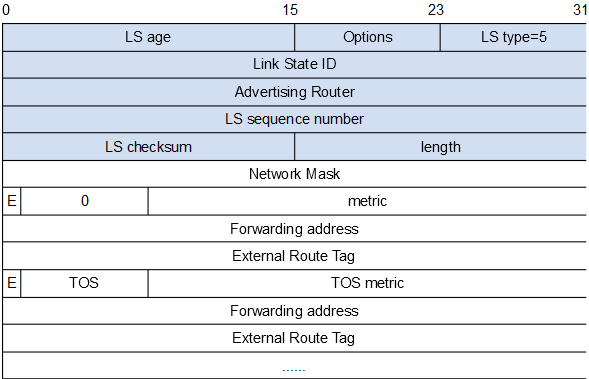 0 15 23 31
LS age Options LS type=5
Link State ID
Advertising Router
LS sequence number
LS checksum length
Network Mask
E 0 metric
Forwarding address
External Route Tag
E TOS TOS metric
Forwarding address
External Route Tag
......